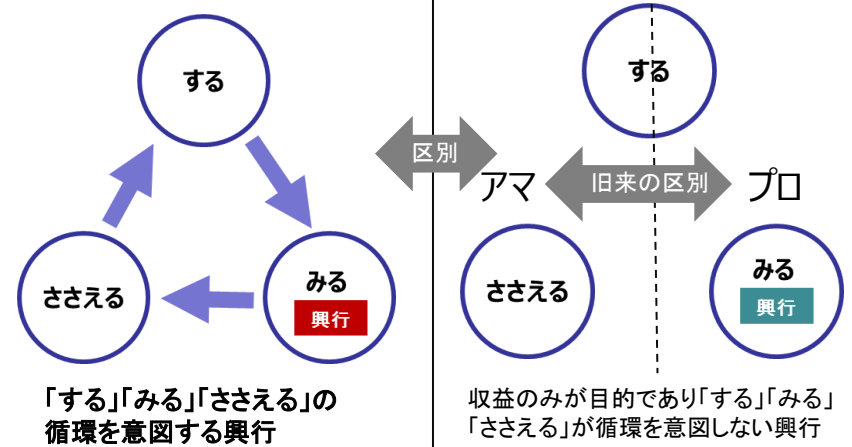 する
ささえる
みる
興行
「する」「みる」「ささえる」の
循環を意図する興行
区別
する
アマ
旧来の区別
プロ
ささえる
みる
興行
収益のみが目的であり「する」「みる」
「ささえる」が循環を意図しない興行